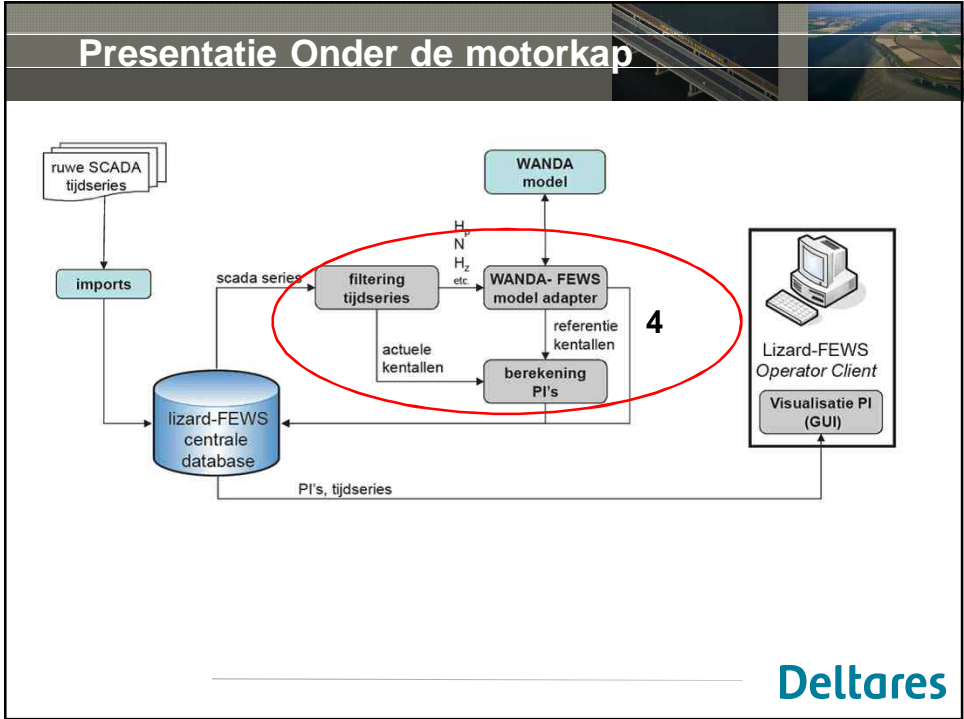 Presentatie Onder de motorkap
ruwe SCADA
tijdseries
imports
scada series
filtering
tijdseries
Hp
N
Hz
etc.
WANDA
model
WANDA- FEWS
model adapter
referentie
kentallen
actuele
kentallen
berekening
PI's
4
lizard-FEWS
centrale
database
PI's, tijdseries
Lizard-FEWS
Operator Client
Visualisatie PI
(GUI)
Deltares